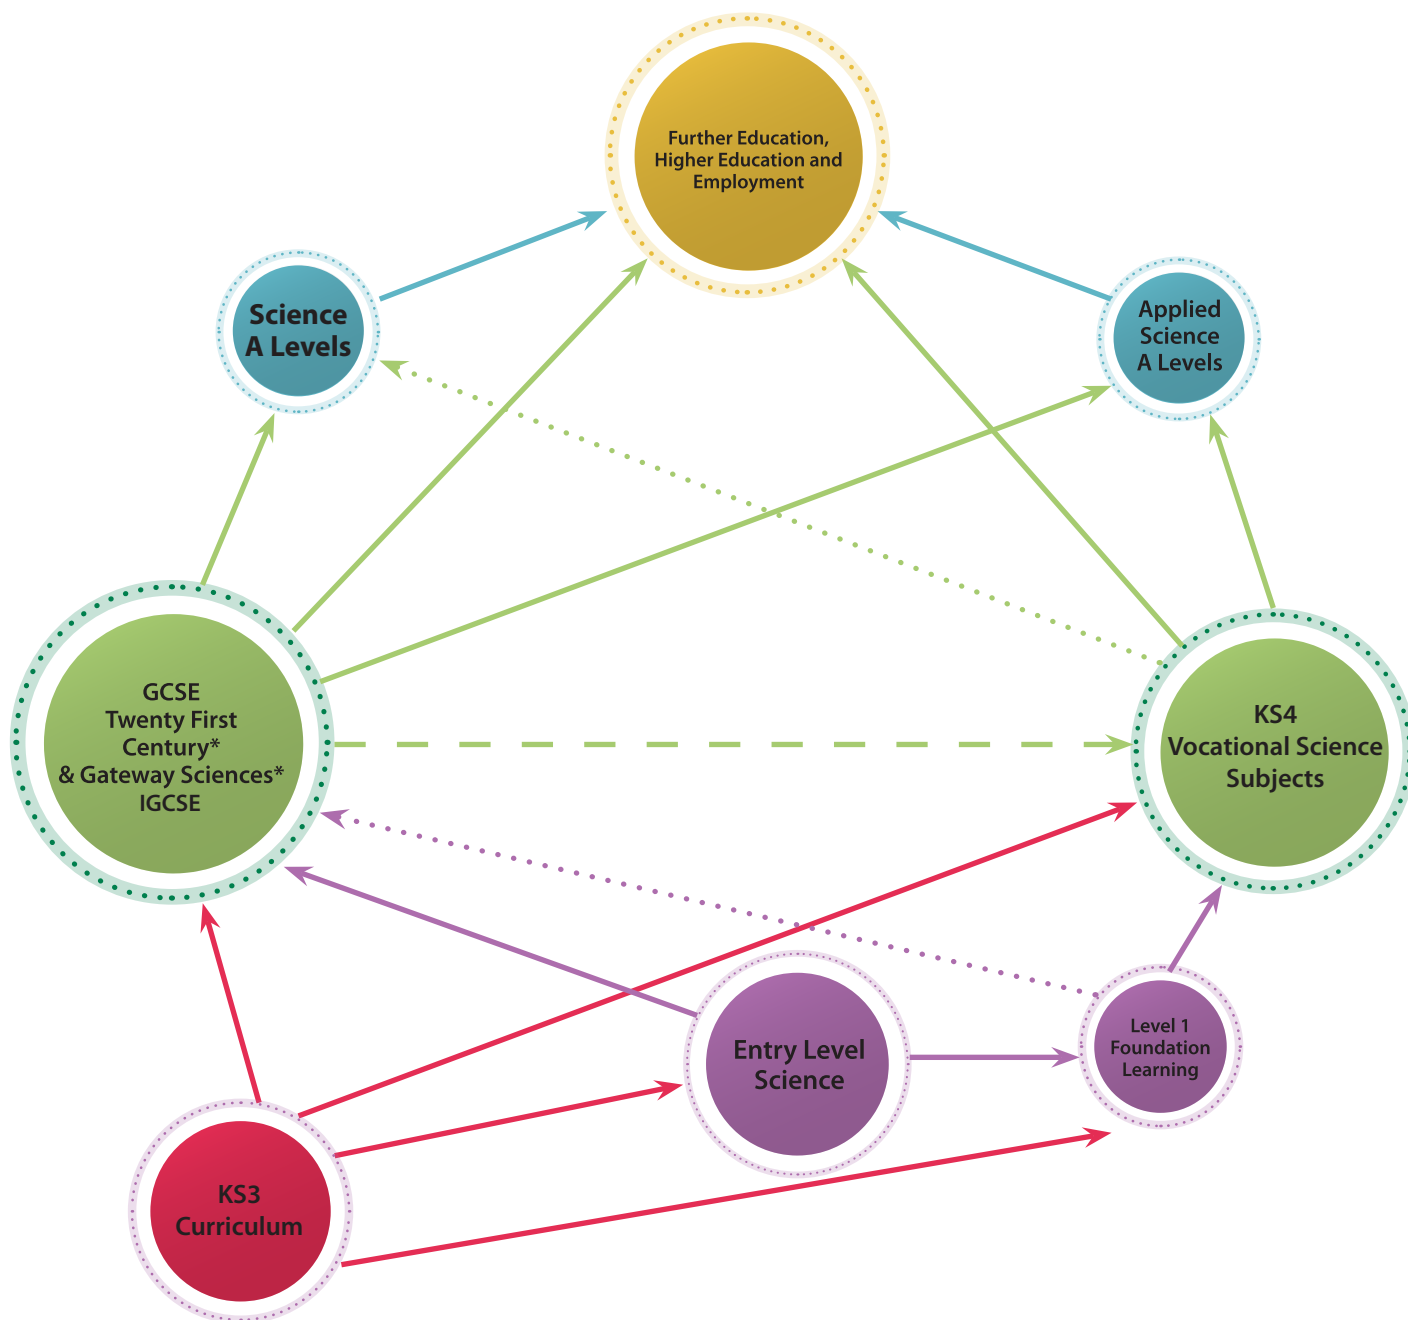 Further Education,
Higher Education and
Employment
Science
A Levels
Applied
Science
A Levels
GCSE
Twenty First
Century*
& Gateway Sciences*
IGCSE
KS4
Vocational Science
Subjects
Entry Level
Science
Level 1
Foundation
Learning
KS3
Curriculum